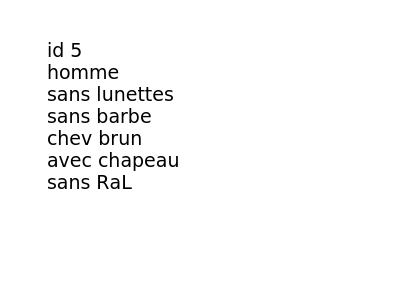 id 5
homme
sans lunettes
sans barbe
chev brun
avec chapeau
sans RaL